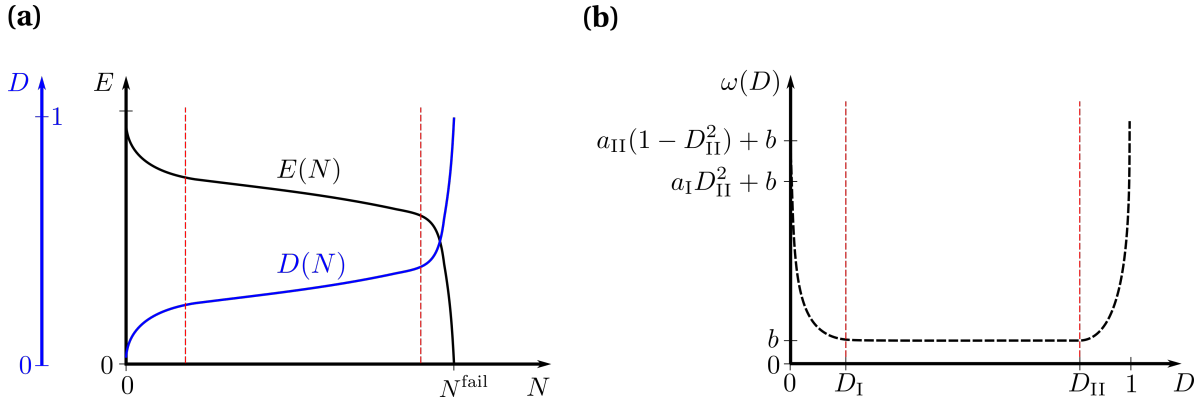 (a)
(b)
D
E
1
E(N)
D(N)
0
0
0
N^fail
N
ω(D)
a_II(1 − D_II^2) + b
a_I D_II^2 + b
b
0
0
D_I
D_II
1
D